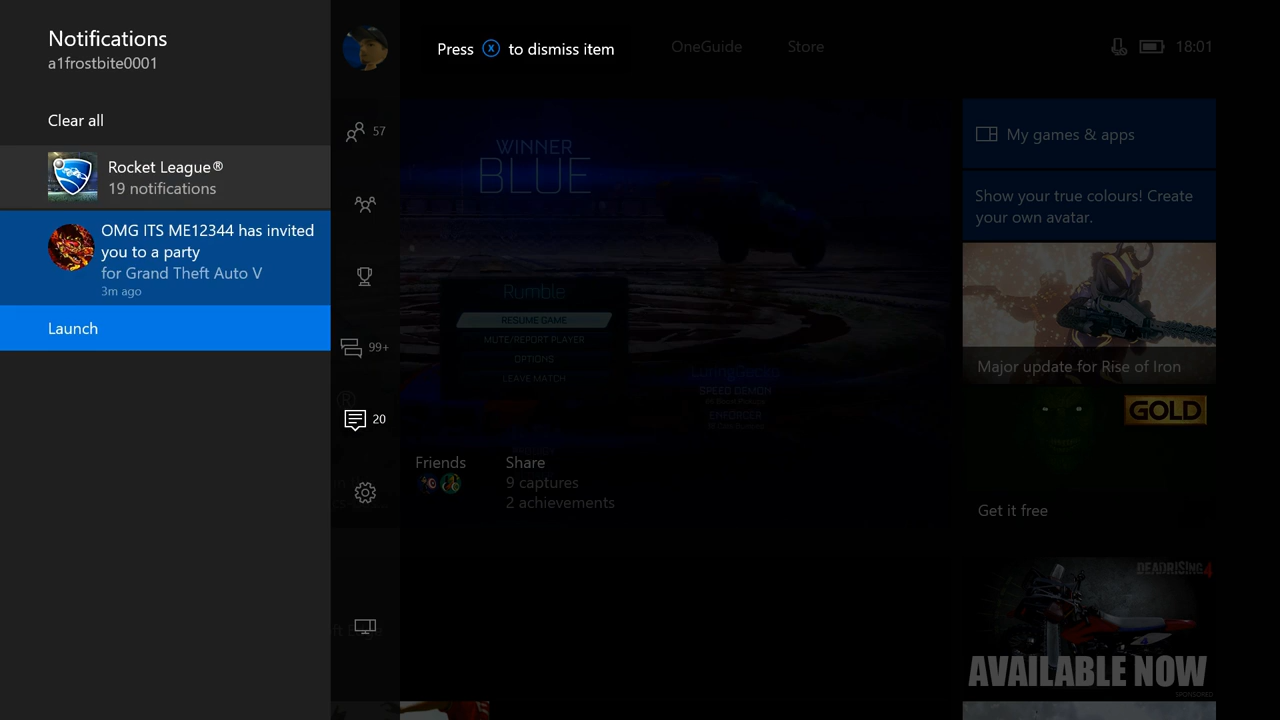 Notifications
a1frostbite0001
Clear all
Rocket League®
19 notifications
OMG ITS ME12344 has invited
you to a party
for Grand Theft Auto V
3m ago
Launch
57
99+
20
Press X to dismiss item
OneGuide
Store
18:01
WINNER
BLUE
Rumble
RESUME GAME
MUTE/REPORT PLAYER
OPTIONS
LEAVE MATCH
SPEED DEMON
ENFORCER
Friends
Share
9 captures
2 achievements
My games & apps
Show your true colours! Create
your own avatar.
Major update for Rise of Iron
GOLD
Get it free
DEADRISING 4
AVAILABLE NOW
SPONSORED